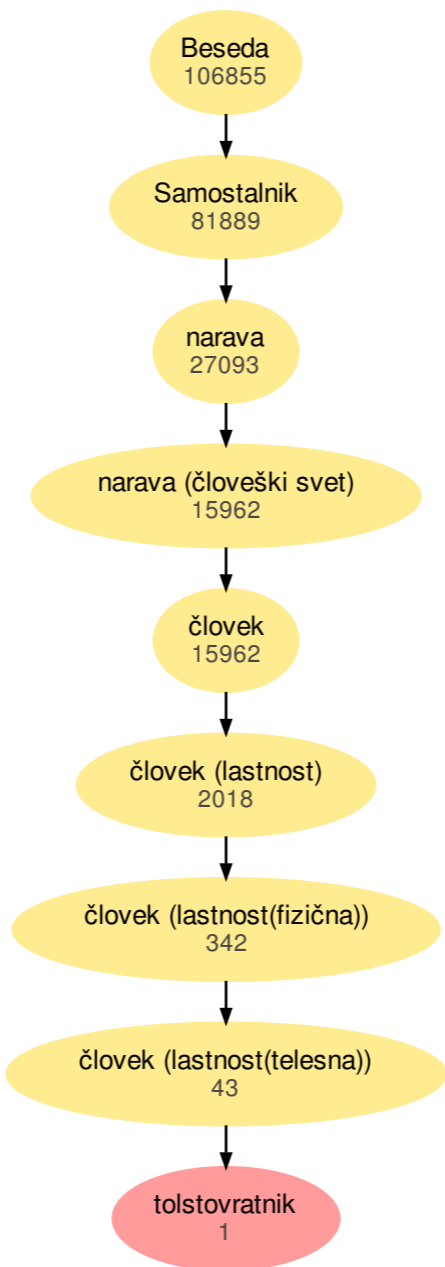 Beseda
106855
Samostalnik
81889
narava
27093
narava (človeški svet)
15962
človek
15962
človek (lastnost)
2018
človek (lastnost(fizična))
342
človek (lastnost(telesna))
43
tolstovratnik
1